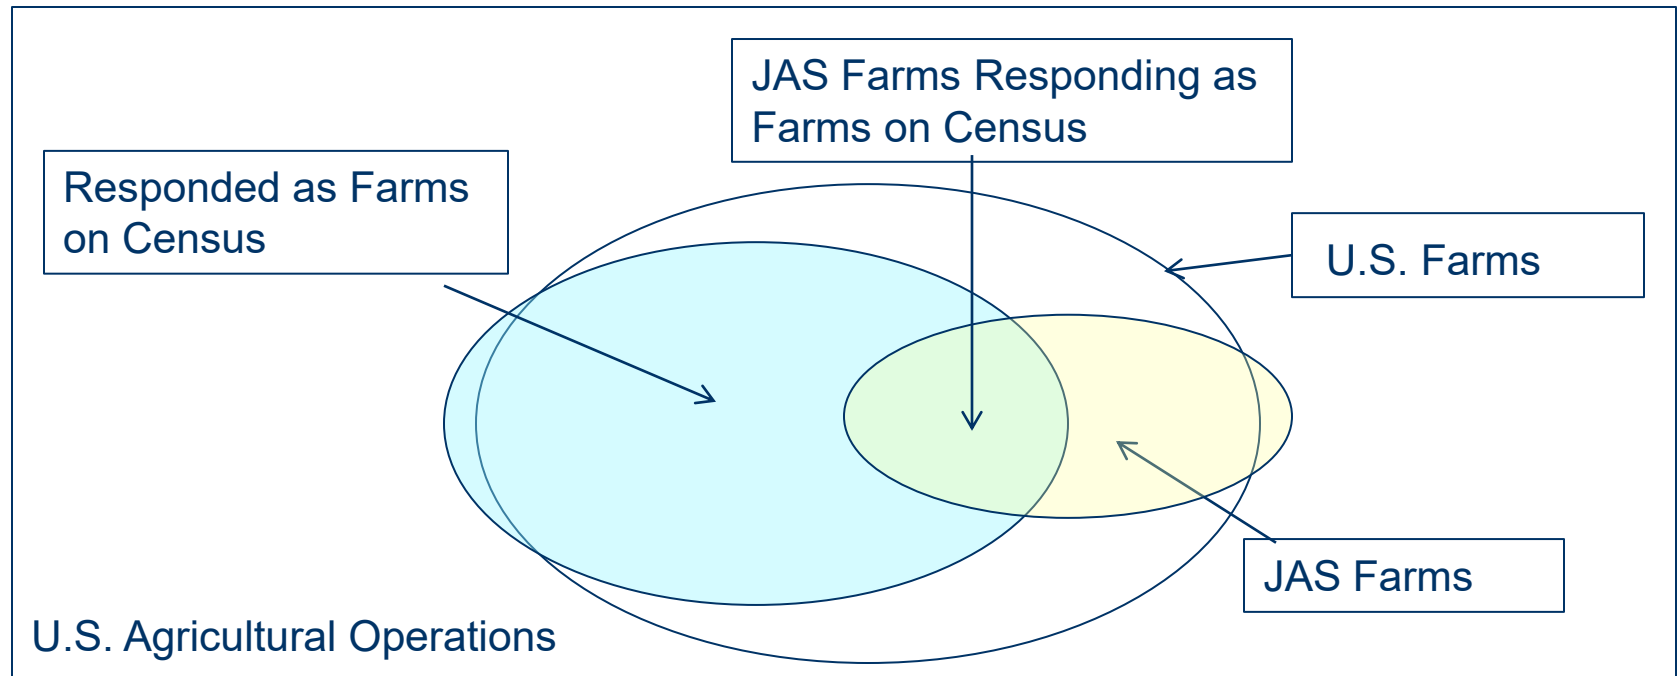 JAS Farms Responding as
Farms on Census
Responded as Farms
on Census
U.S. Farms
JAS Farms
U.S. Agricultural Operations